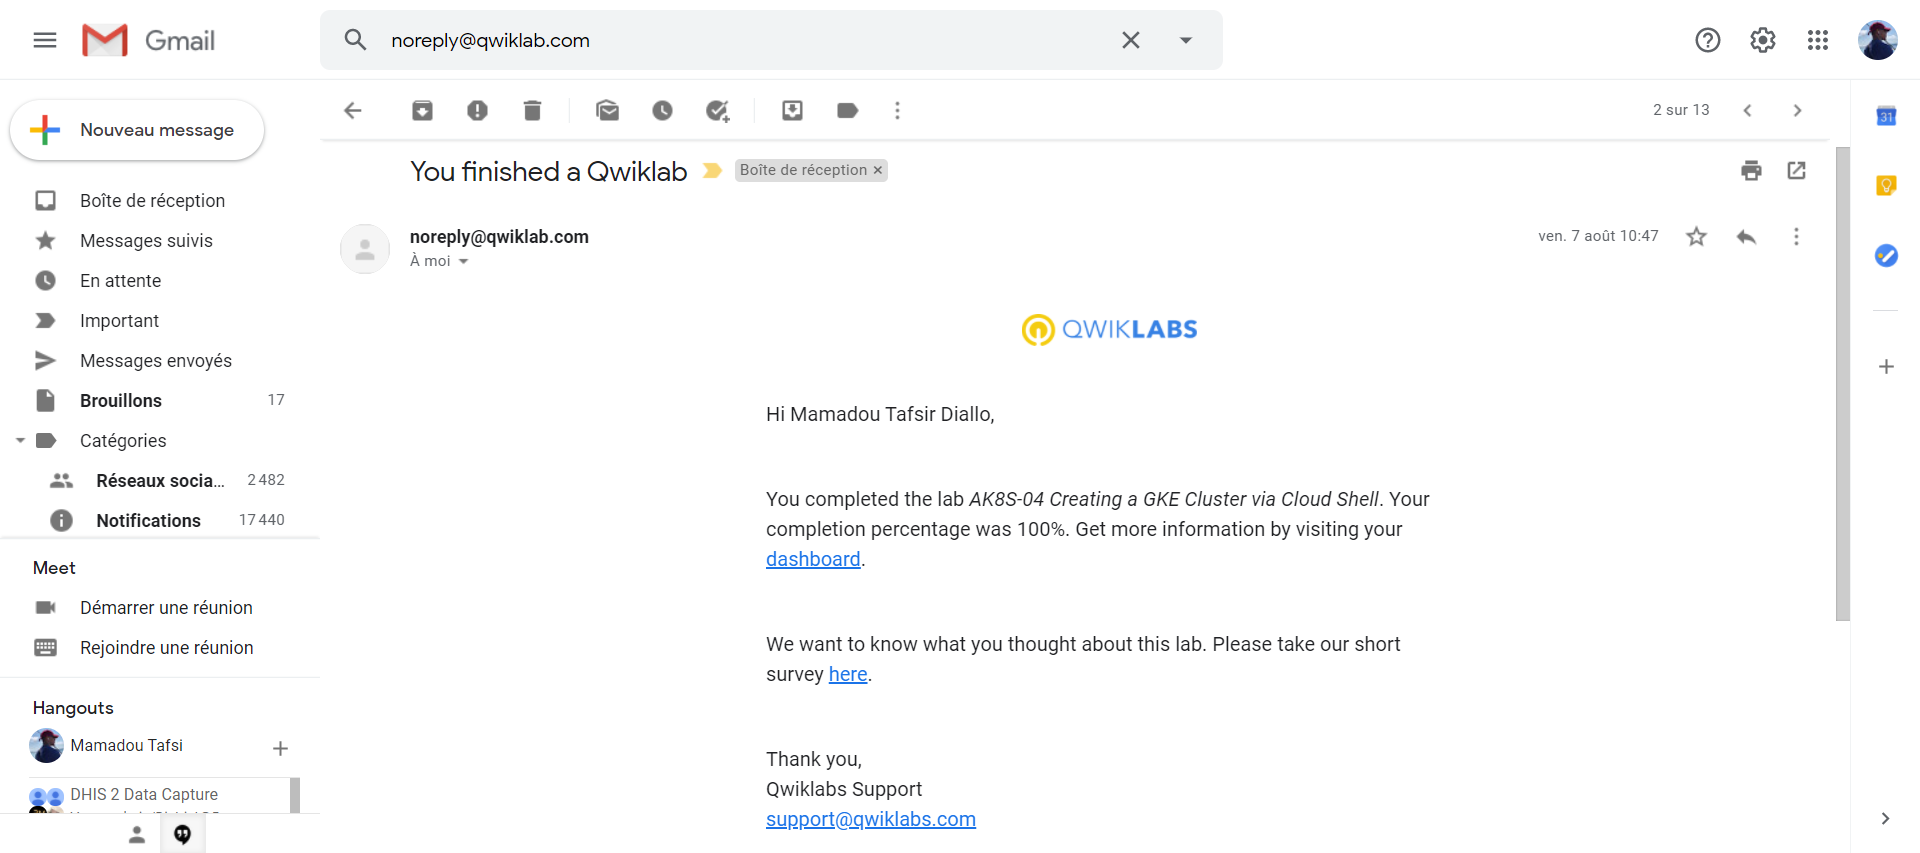 Gmail
noreply@qwiklab.com
Nouveau message
2 sur 13
31
You finished a Qwiklab
Boîte de réception ×
Boîte de réception
Messages suivis
En attente
Important
Messages envoyés
Brouillons 17
Catégories
Réseaux socia... 2 482
Notifications 17 440
Meet
Démarrer une réunion
Rejoindre une réunion
Hangouts
Mamadou Tafsi
DHIS 2 Data Capture
noreply@qwiklab.com
ven. 7 août 10:47
À moi
QWIKLABS
Hi Mamadou Tafsir Diallo,
You completed the lab AK8S-04 Creating a GKE Cluster via Cloud Shell. Your
completion percentage was 100%. Get more information by visiting your
dashboard.
We want to know what you thought about this lab. Please take our short
survey here.
Thank you,
Qwiklabs Support
support@qwiklabs.com